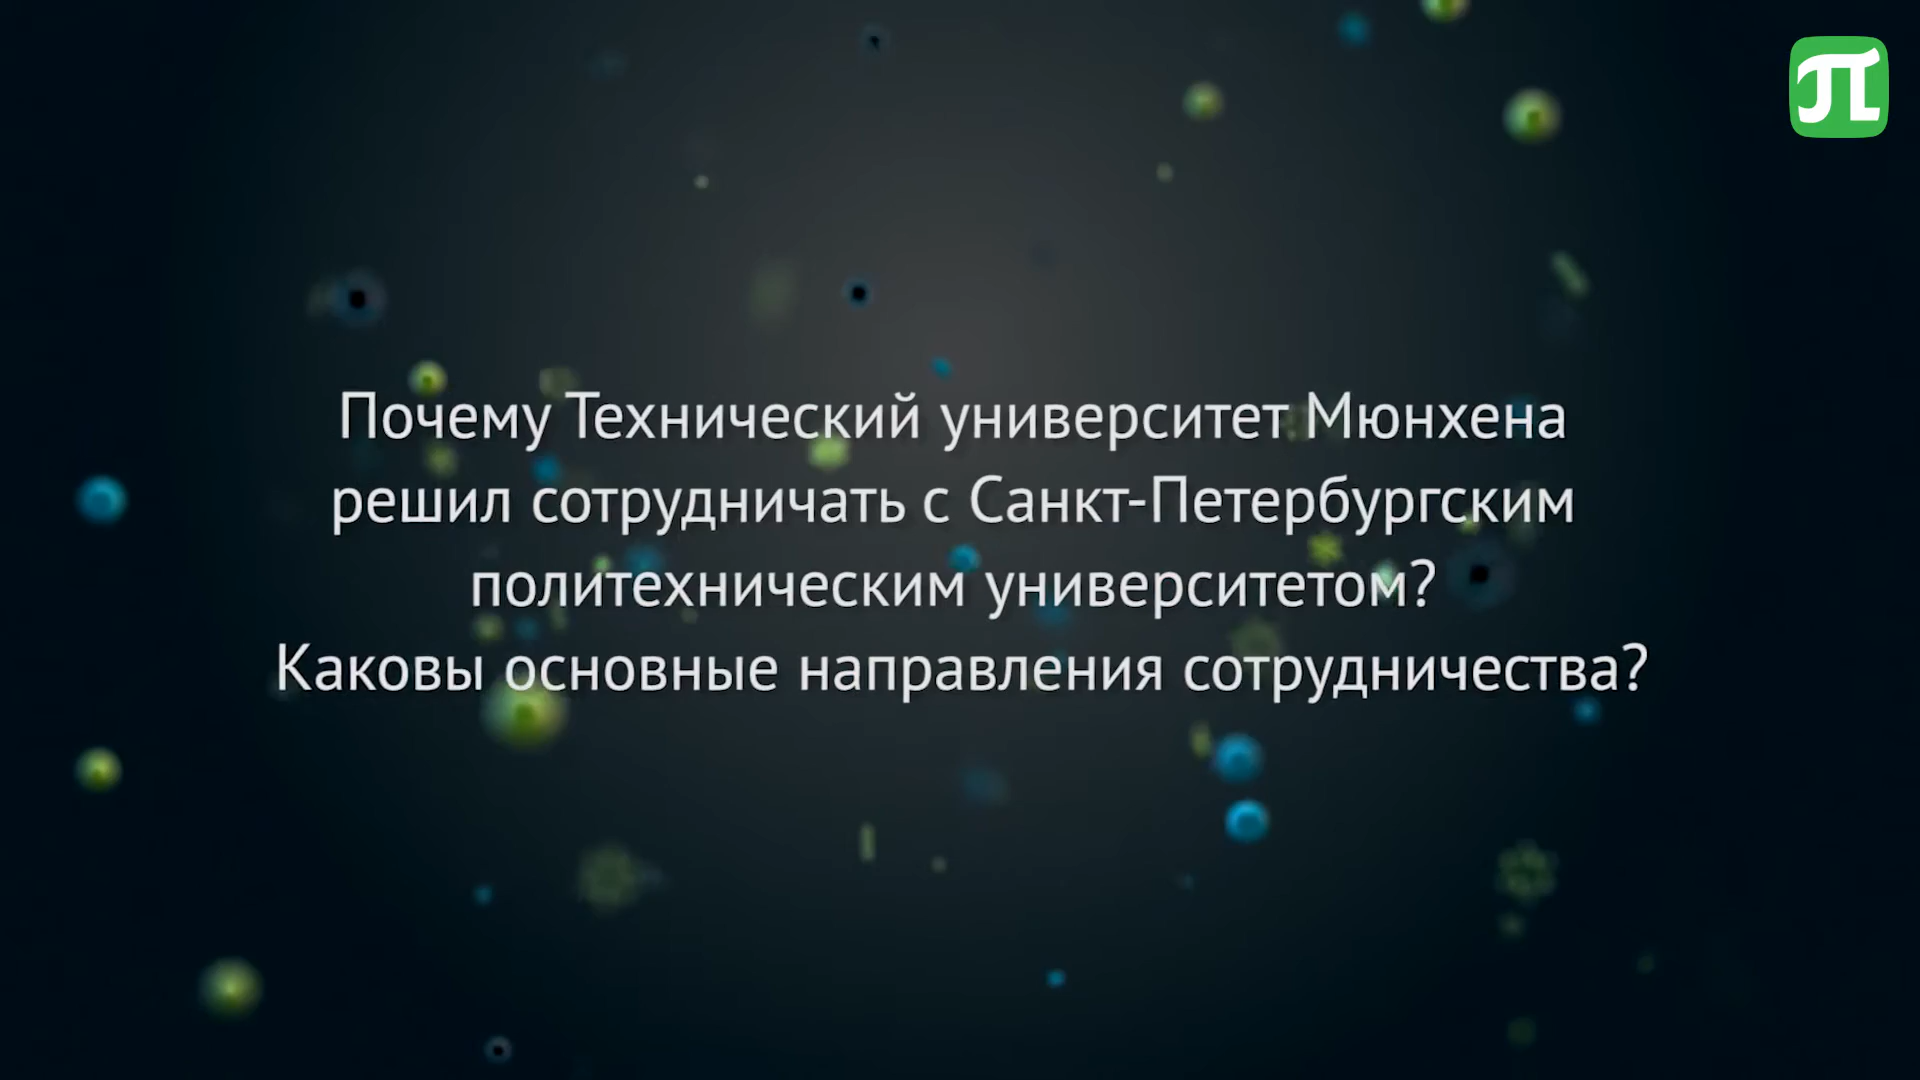 Почему Технический университет Мюнхена
решил сотрудничать с Санкт-Петербургским
политехническим университетом?
Каковы основные направления сотрудничества?